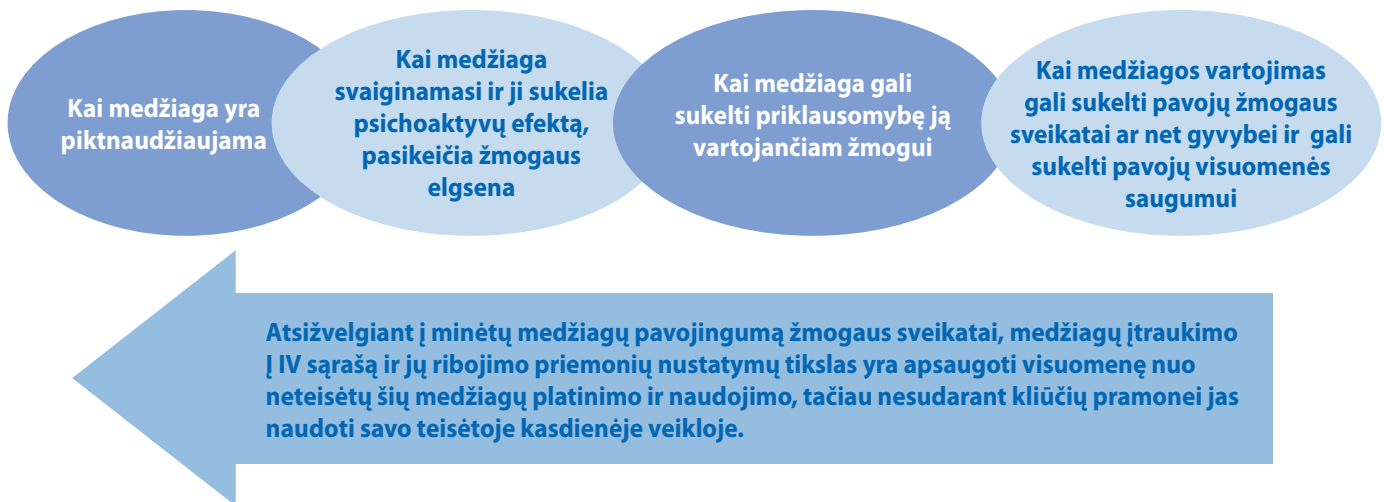 Kai medžiaga yra
piktnaudžiaujama
Kai medžiaga
svaiginamasi ir ji sukelia
psichoaktyvų efektą,
pasikeičia žmogaus
elgsena
Kai medžiaga gali
sukelti priklausomybę ją
vartojančiam žmogui
Kai medžiagos vartojimas
gali sukelti pavojų žmogaus
sveikatai ar net gyvybei ir gali
sukelti pavojų visuomenės
saugumui
Atsižvelgiant į minėtų medžiagų pavojingumą žmogaus sveikatai, medžiagų įtraukimo
Į IV sąrašą ir jų ribojimo priemonių nustatymų tikslas yra apsaugoti visuomenę nuo
neteisėtų šių medžiagų platinimo ir naudojimo, tačiau nesudarant kliūčių pramonei jas
naudoti savo teisėtoje kasdienėje veikloje.